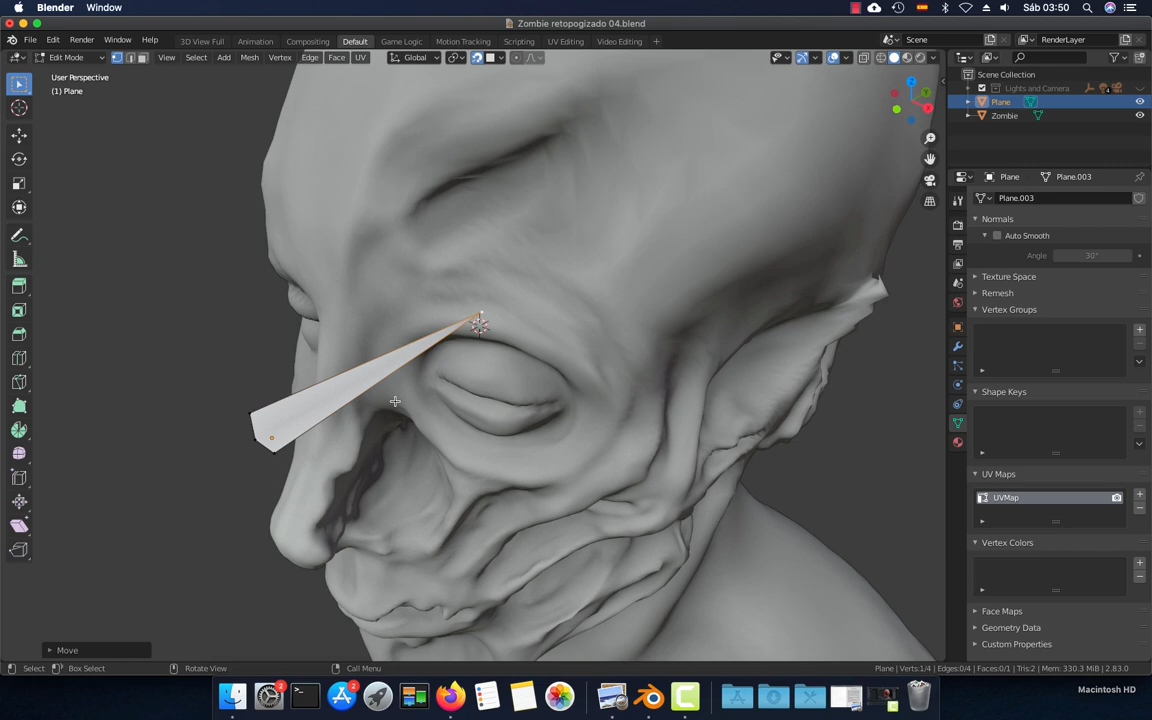 Blender Window Sáb 03:50
Zombie retopogizado 04.blend
File Edit Render Window Help 3D View Full Animation Compositing Default Game Logic Motion Tracking Scripting UV Editing Video Editing + Scene RenderLayer
Edit Mode View Select Add Mesh Vertex Edge Face UV Global
User Perspective
(1) Plane
Scene Collection
Lights and Camera 4
Plane
Zombie
Plane Plane.003
Plane.003
Normals
Auto Smooth
Angle 30°
Texture Space
Remesh
Vertex Groups
Shape Keys
UV Maps
UVMap
Vertex Colors
Face Maps
Geometry Data
Custom Properties
Move
Select Box Select Rotate View Call Menu Plane | Verts:1/4 | Edges:0/4 | Faces:0/1 | Tris:2 | Mem: 330.3 MiB | 2.83.0
2 2
Macintosh HD